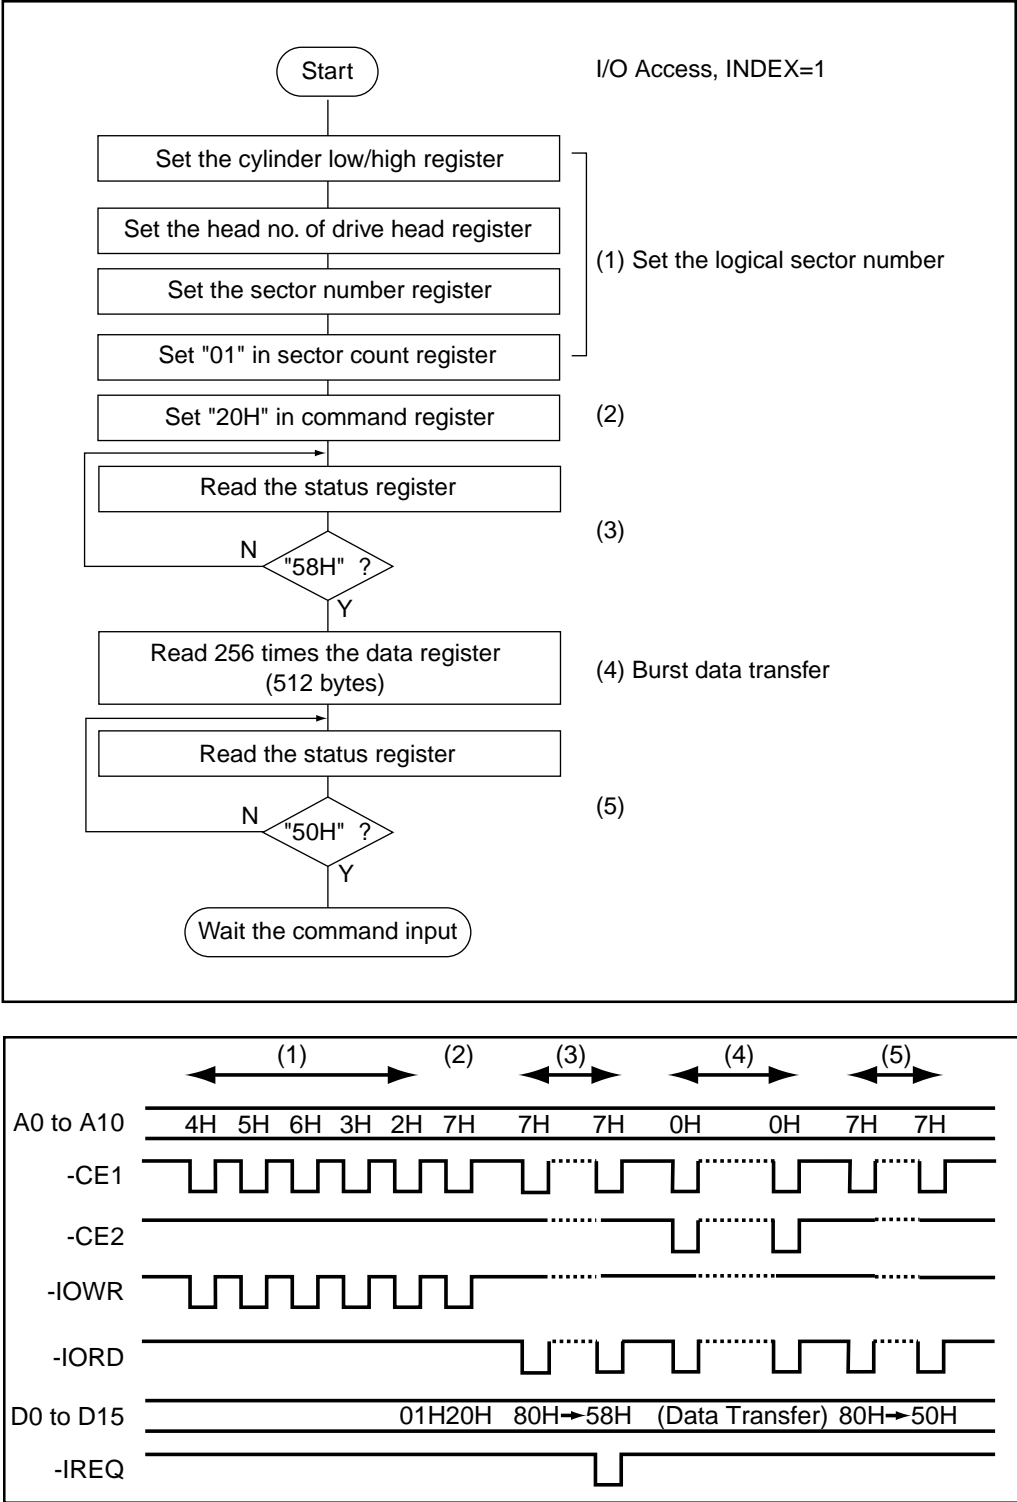 Start
I/O Access, INDEX=1
Set the cylinder low/high register
Set the head no. of drive head register
(1) Set the logical sector number
Set the sector number register
Set "01" in sector count register
Set "20H" in command register
(2)
Read the status register
(3)
N
"58H" ?
Y
Read 256 times the data register
(512 bytes)
(4) Burst data transfer
Read the status register
(5)
N
"50H" ?
Y
Wait the command input
(1) (2) (3) (4) (5)
A0 to A10 4H 5H 6H 3H 2H 7H 7H 7H 0H 0H 7H 7H
-CE1
-CE2
-IOWR
-IORD
D0 to D15 01H20H 80H→58H (Data Transfer) 80H→50H
-IREQ